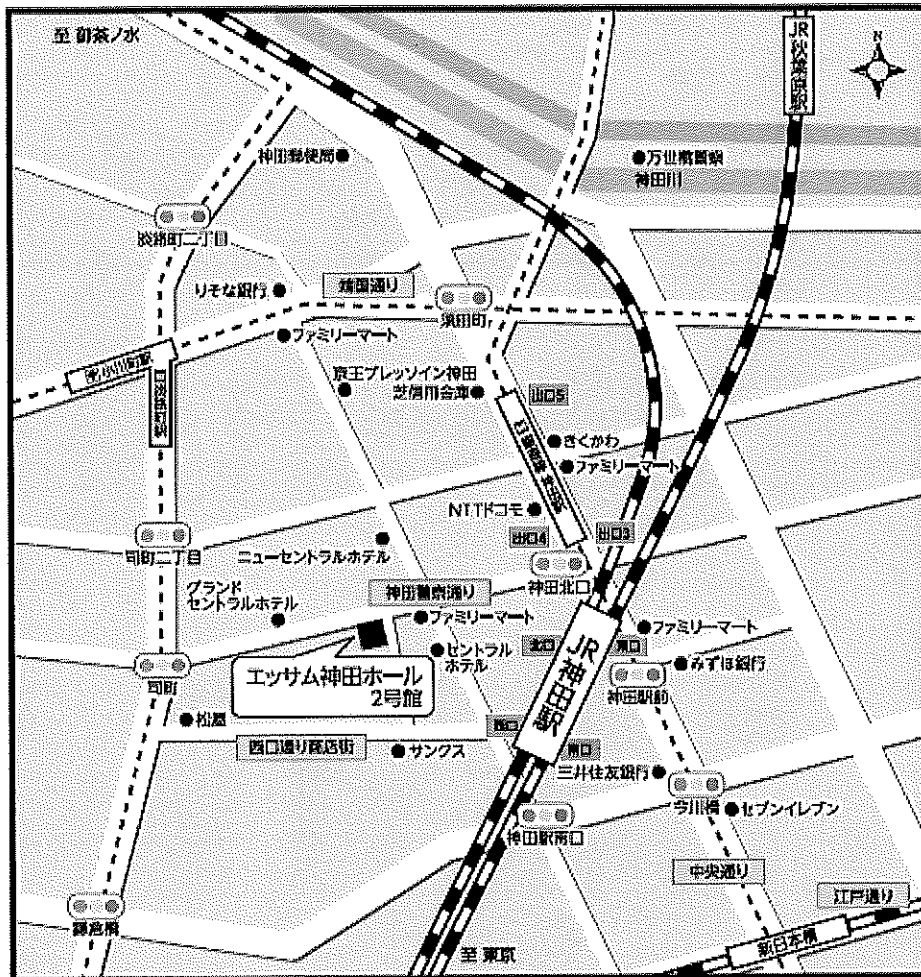 至 御茶ノ水
JR秋葉原駅
N
神田郵便局
万世橋警察
神田川
淡路町二丁目
りそな銀行
靖国通り
須田町
ファミリーマート
小川町駅
淡路町駅
京王プレッソイン神田
芝信用金庫
出口5
きくかわ
ファミリーマート
NTTドコモ
出口4
出口3
司町二丁目
ニューセントラルホテル
神田北口
グランド
セントラルホテル
神田警察通り
ファミリーマート
北口
JR神田駅
東口
ファミリーマート
セントラル
ホテル
みずほ銀行
神田駅前
司町
エッサム神田ホール
2号館
松屋
西口
西口通り商店街
サンクス
南口
三井住友銀行
今川橋
セブンイレブン
神田駅南口
中央通り
江戸通り
鎌倉橋
新日本橋
至 東京